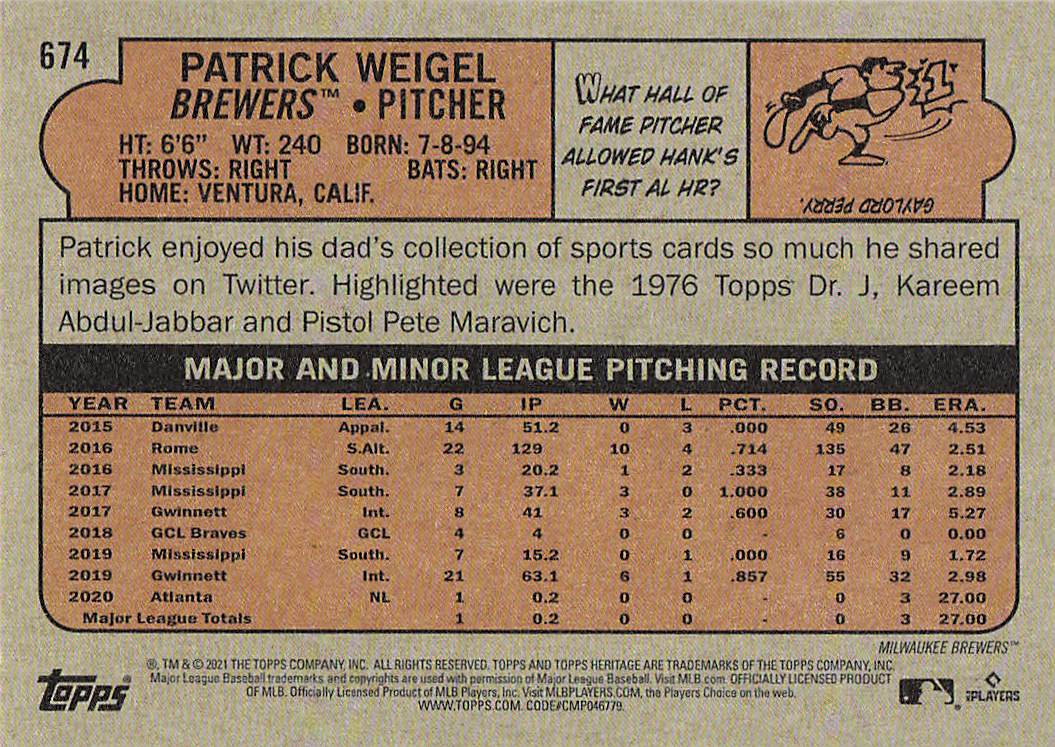 674
PATRICK WEIGEL
BREWERS™ • PITCHER
HT: 6'6" WT: 240 BORN: 7-8-94
THROWS: RIGHT BATS: RIGHT
HOME: VENTURA, CALIF.
WHAT HALL OF
FAME PITCHER
ALLOWED HANK'S
FIRST AL HR?
GAYLORD PERRY.
Patrick enjoyed his dad's collection of sports cards so much he shared
images on Twitter. Highlighted were the 1976 Topps Dr. J, Kareem
Abdul-Jabbar and Pistol Pete Maravich.
MAJOR AND MINOR LEAGUE PITCHING RECORD
YEAR TEAM LEA. G IP W L PCT. SO. BB. ERA.
2015 Danville Appal. 14 51.2 0 3 .000 49 26 4.53
2016 Rome S.Alt. 22 129 10 4 .714 135 47 2.51
2016 Mississippi South. 3 20.2 1 2 .333 17 8 2.18
2017 Mississippi South. 7 37.1 3 0 1.000 38 11 2.89
2017 Gwinnett Int. 8 41 3 2 .600 30 17 5.27
2018 GCL Braves GCL 4 4 0 0 - 6 0 0.00
2019 Mississippi South. 7 15.2 0 1 .000 16 9 1.72
2019 Gwinnett Int. 21 63.1 6 1 .857 55 32 2.98
2020 Atlanta NL 1 0.2 0 0 - 0 3 27.00
Major League Totals 1 0.2 0 0 - 0 3 27.00
MILWAUKEE BREWERS™
®, TM & © 2021 THE TOPPS COMPANY, INC. ALL RIGHTS RESERVED. TOPPS AND TOPPS HERITAGE ARE TRADEMARKS OF THE TOPPS COMPANY, INC.
Major League Baseball trademarks and copyrights are used with permission of Major League Baseball. Visit MLB.com. OFFICIALLY LICENSED PRODUCT
OF MLB. Officially Licensed Product of MLB Players, Inc. Visit MLBPLAYERS.COM, the Players Choice on the web.
WWW.TOPPS.COM. CODE#CMP046779.
topps®
MLB PLAYERS